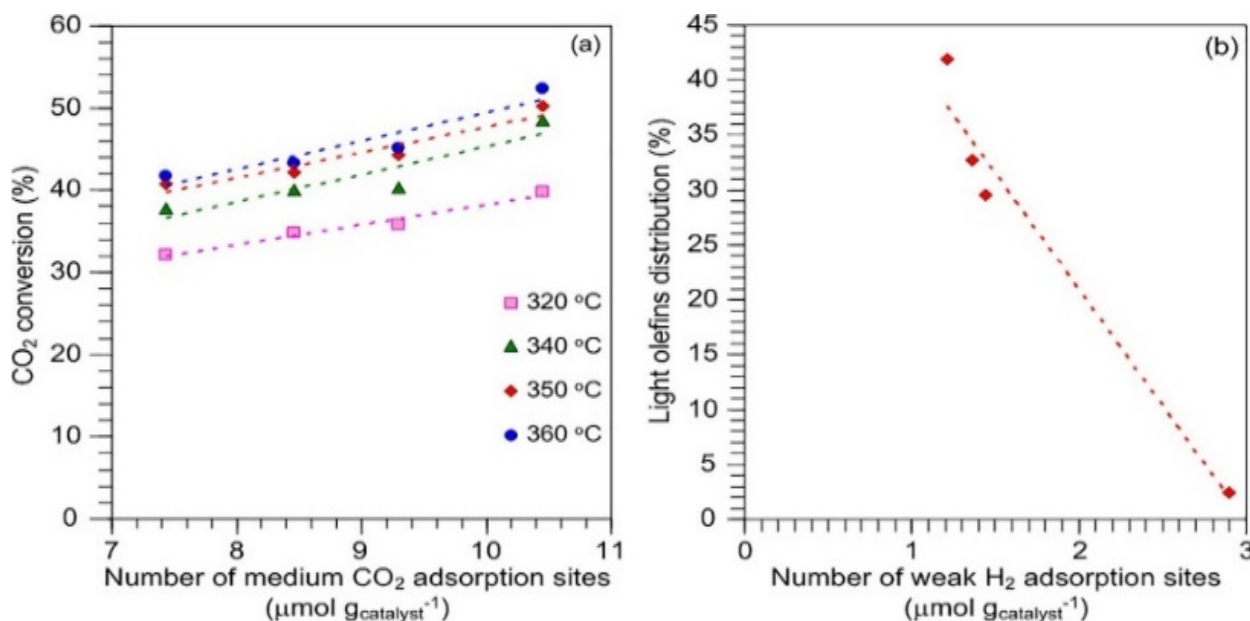 (a)
60
50
40
30
20
10
0
CO₂ conversion (%)
320 °C
340 °C
350 °C
360 °C
7 8 9 10 11
Number of medium CO₂ adsorption sites
(μmol g_catalyst⁻¹)
(b)
45
40
35
30
25
20
15
10
5
0
Light olefins distribution (%)
0 1 2 3
Number of weak H₂ adsorption sites
(μmol g_catalyst⁻¹)